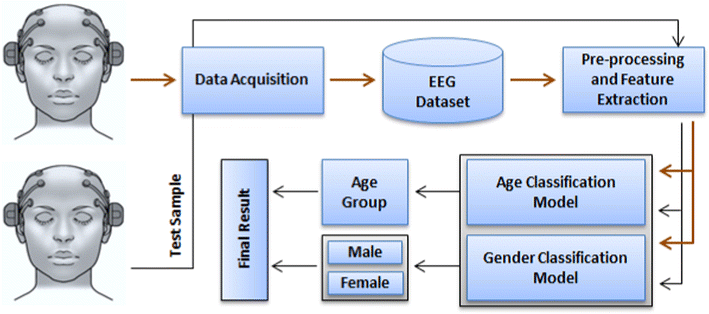 Data Acquisition
EEG
Dataset
Pre-processing
and Feature
Extraction
Test Sample
Final Result
Age
Group
Age Classification
Model
Male
Female
Gender Classification
Model